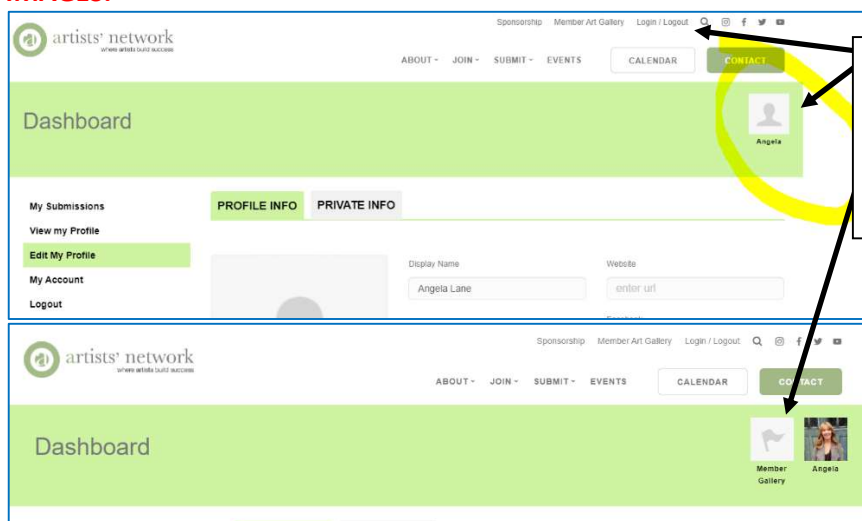 Sponsorship Member Art Gallery Login / Logout
artists' network
where artists build success
ABOUT JOIN SUBMIT EVENTS CALENDAR CONTACT
Dashboard
Angela
My Submissions
View my Profile
Edit My Profile
My Account
Logout
PROFILE INFO PRIVATE INFO
Display Name Website
Angela Lane enter url
Sponsorship Member Art Gallery Login / Logout
artists' network
where artists build success
ABOUT JOIN SUBMIT EVENTS CALENDAR CONTACT
Dashboard
Member Gallery Angela